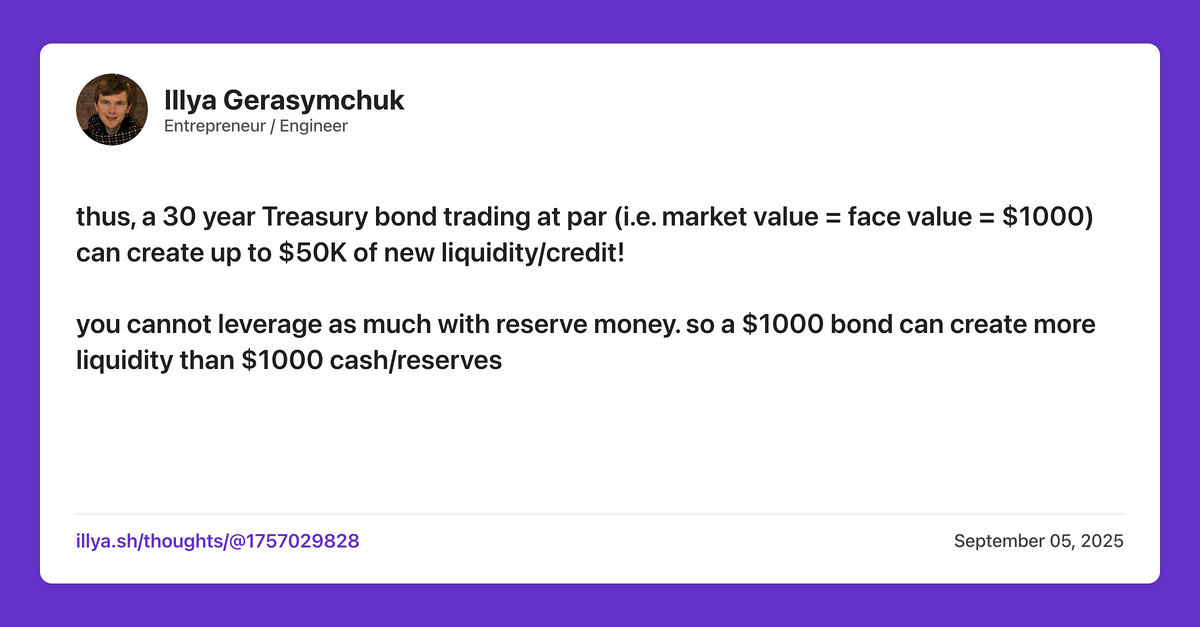 Illya Gerasymchuk
Entrepreneur / Engineer
thus, a 30 year Treasury bond trading at par (i.e. market value = face value = $1000)
can create up to $50K of new liquidity/credit!
you cannot leverage as much with reserve money. so a $1000 bond can create more
liquidity than $1000 cash/reserves
illya.sh/thoughts/@1757029828
September 05, 2025